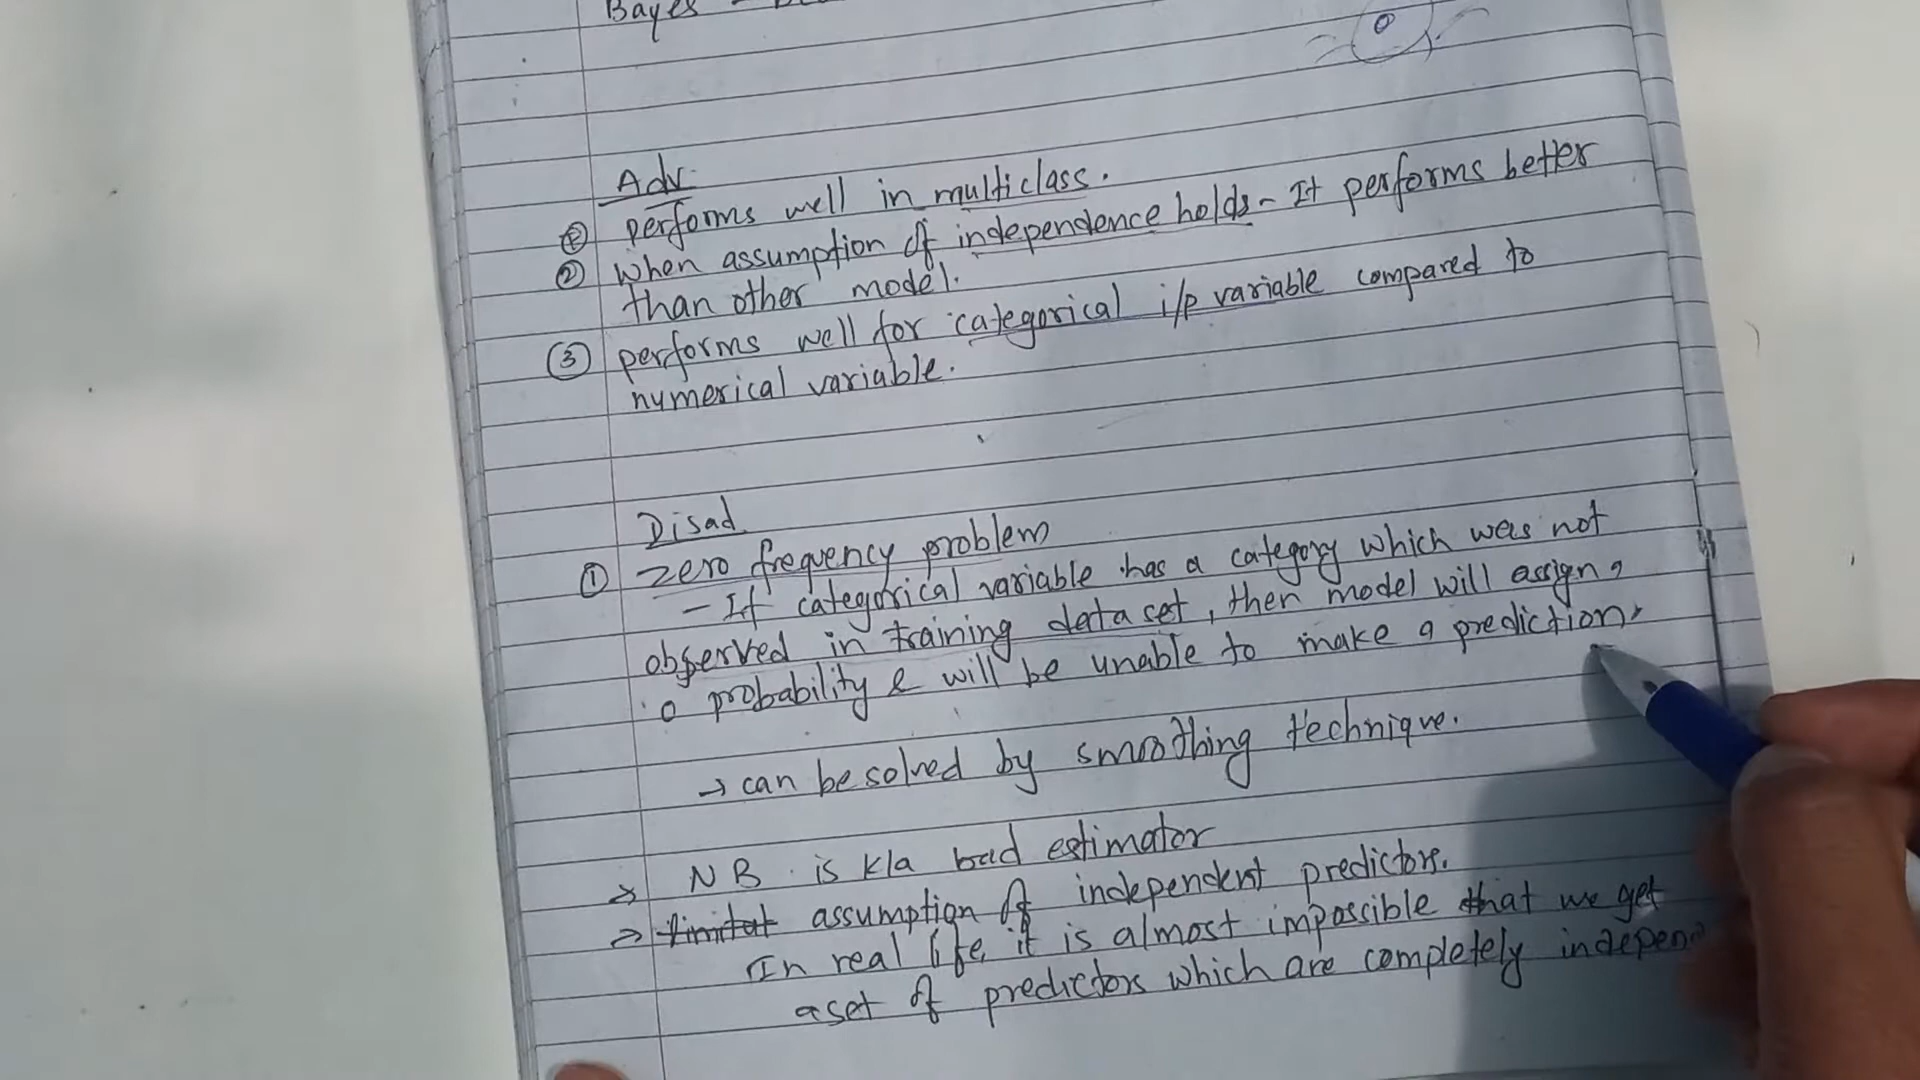 Bayes
Adv.
① performs well in multiclass.
② When assumption of independence holds - It performs better
than other model.
③ performs well for categorical i/p variable compared to
numerical variable.
Disad
① zero frequency problem
- If categorical variable has a category which was not
observed in training data set, then model will assign a
0 probability & will be unable to make a prediction.
→ can be solved by smoothing technique.
→ NB is k/a bad estimator
→ limitat assumption of independent predictors.
In real life, it is almost impossible that we get
a set of predictors which are completely indepen